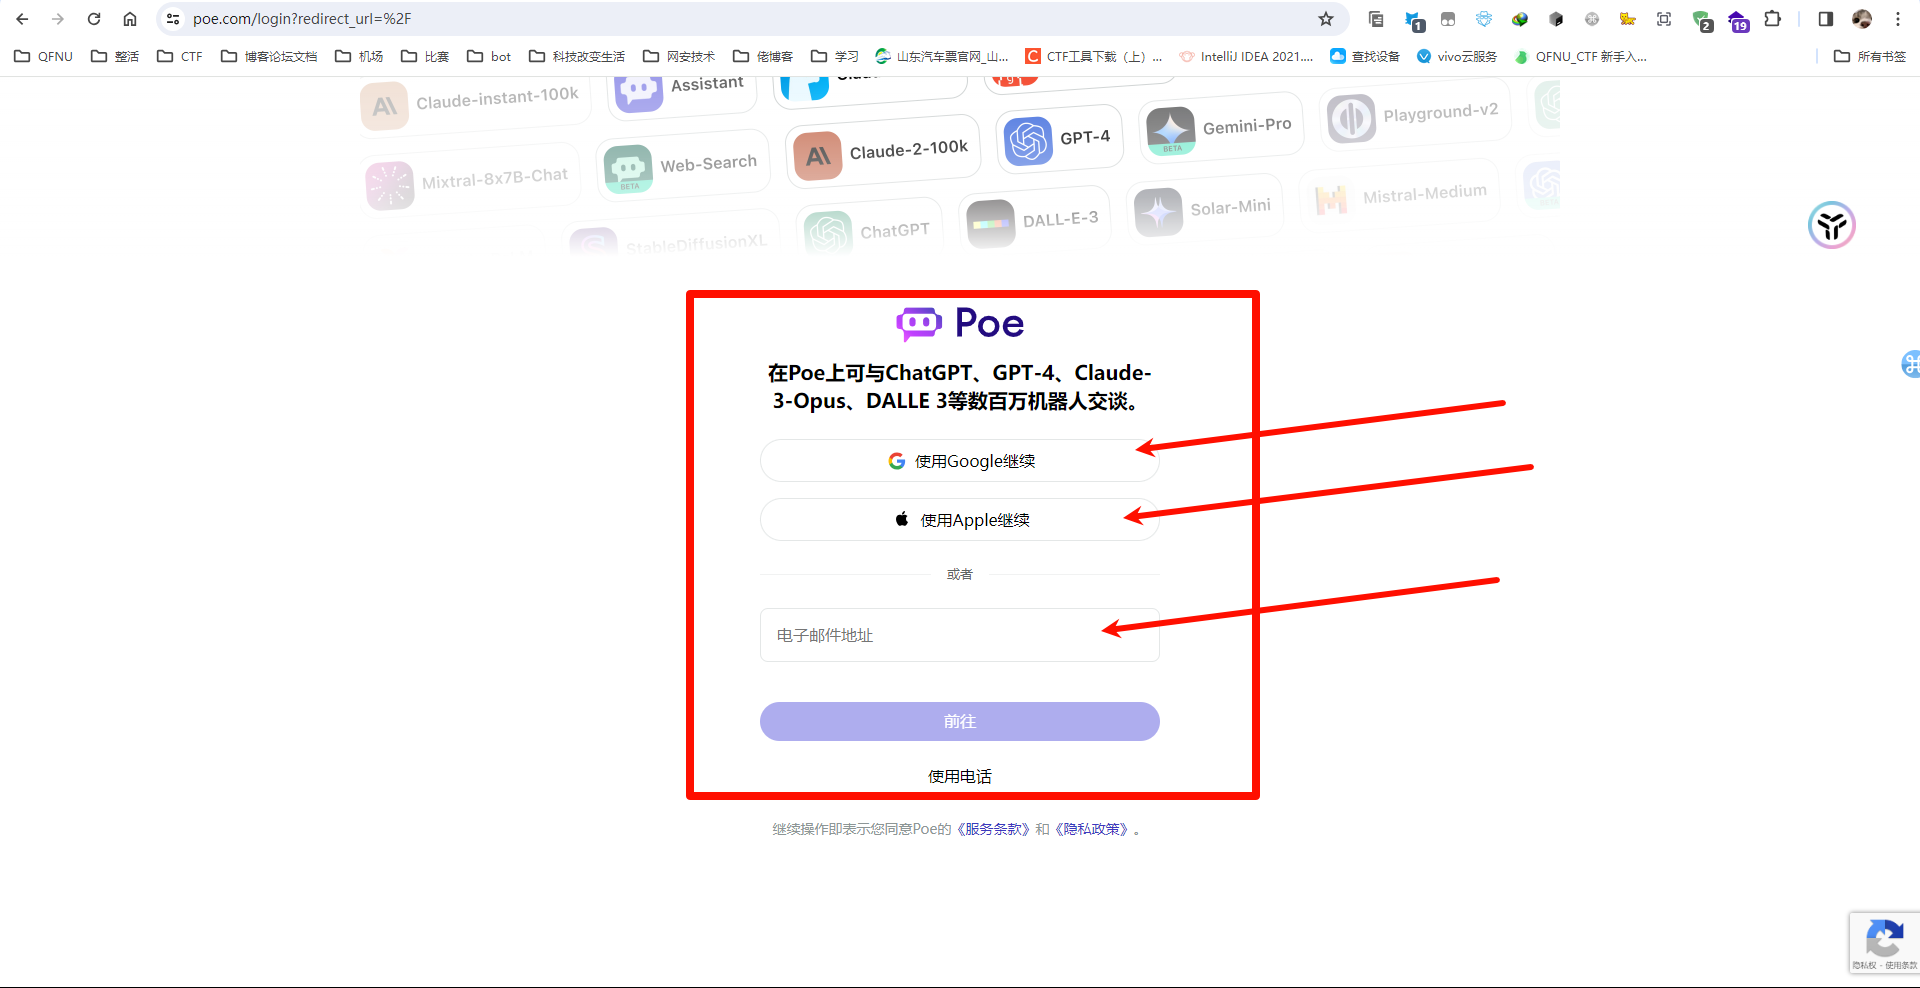 poe.com/login?redirect_url=%2F
1
2
19
QFNU
整活
CTF
博客论坛文档
机场
比赛
bot
科技改变生活
网安技术
佬博客
学习
山东汽车票官网_山...
CTF工具下载（上）...
IntelliJ IDEA 2021....
查找设备
vivo云服务
QFNU_CTF 新手入...
所有书签
Claude-instant-100k
Assistant
Mixtral-8x7B-Chat
Web-Search
BETA
Claude-2-100k
GPT-4
Gemini-Pro
BETA
Playground-v2
StableDiffusionXL
ChatGPT
DALL-E-3
Solar-Mini
Mistral-Medium
Poe
在Poe上可与ChatGPT、GPT-4、Claude-
3-Opus、DALLE 3等数百万机器人交谈。
使用Google继续
使用Apple继续
或者
电子邮件地址
前往
使用电话
继续操作即表示您同意Poe的《服务条款》和《隐私政策》。
隐私权 - 使用条款